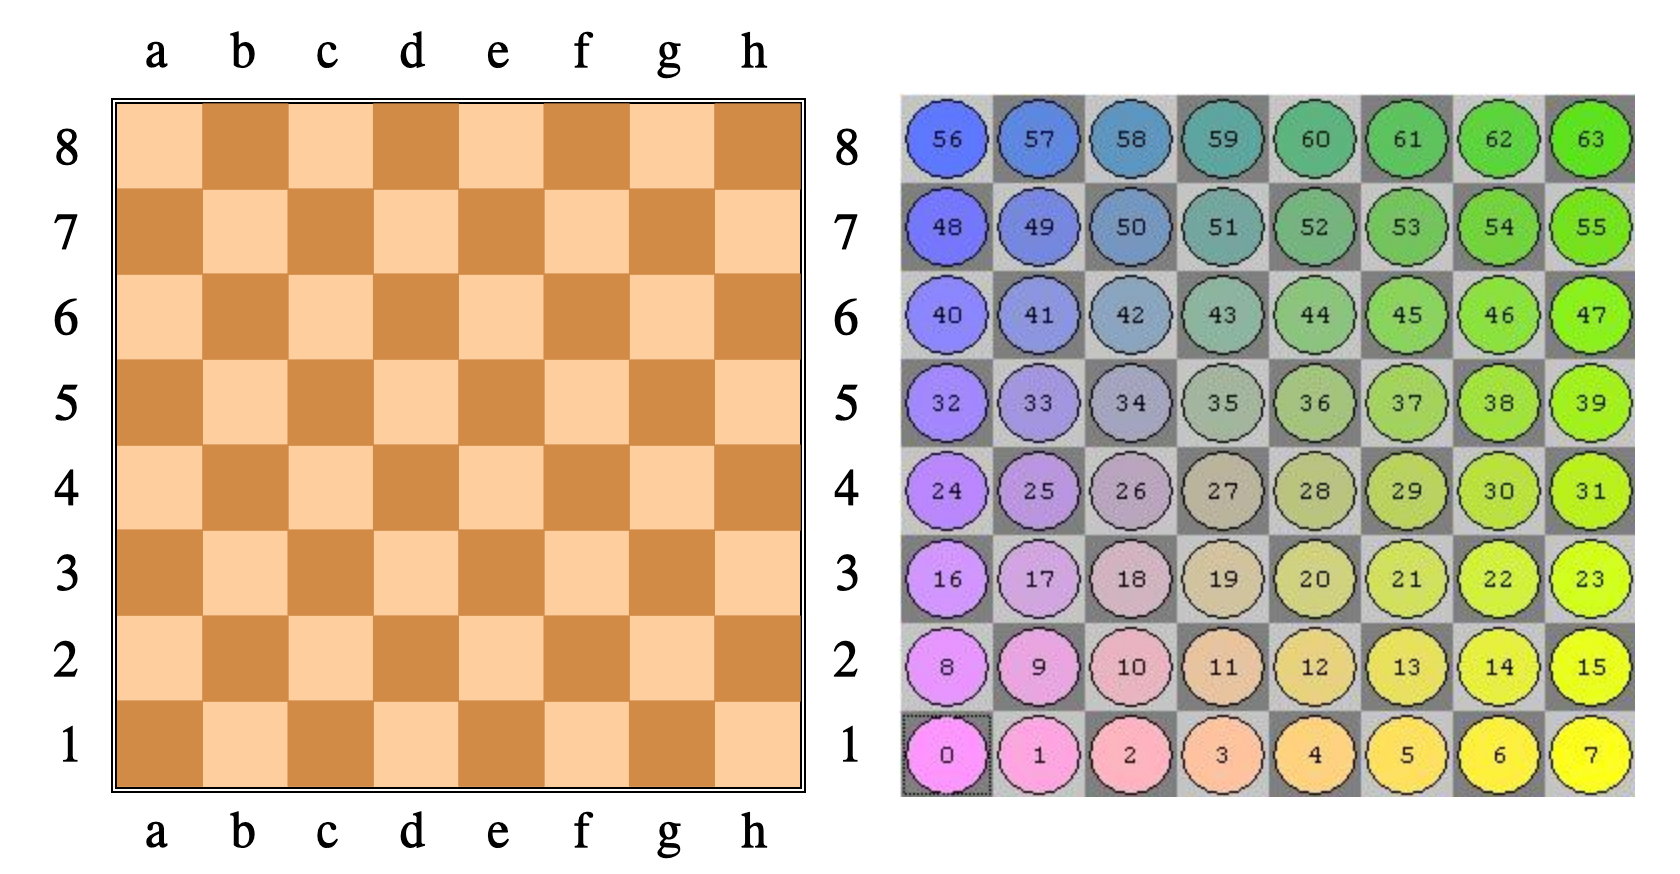 a b c d e f g h
8 8 56 57 58 59 60 61 62 63
7 7 48 49 50 51 52 53 54 55
6 6 40 41 42 43 44 45 46 47
5 5 32 33 34 35 36 37 38 39
4 4 24 25 26 27 28 29 30 31
3 3 16 17 18 19 20 21 22 23
2 2 8 9 10 11 12 13 14 15
1 1 0 1 2 3 4 5 6 7
a b c d e f g h